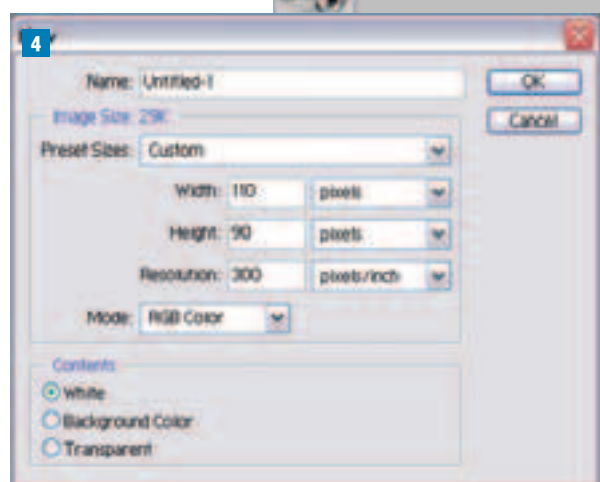 4
Name: Untitled-1
OK
Image Size: 29K
Cancel
Preset Sizes: Custom
Width: 110 pixels
Height: 90 pixels
Resolution: 300 pixels/inch
Mode: RGB Color
Contents
White
Background Color
Transparent